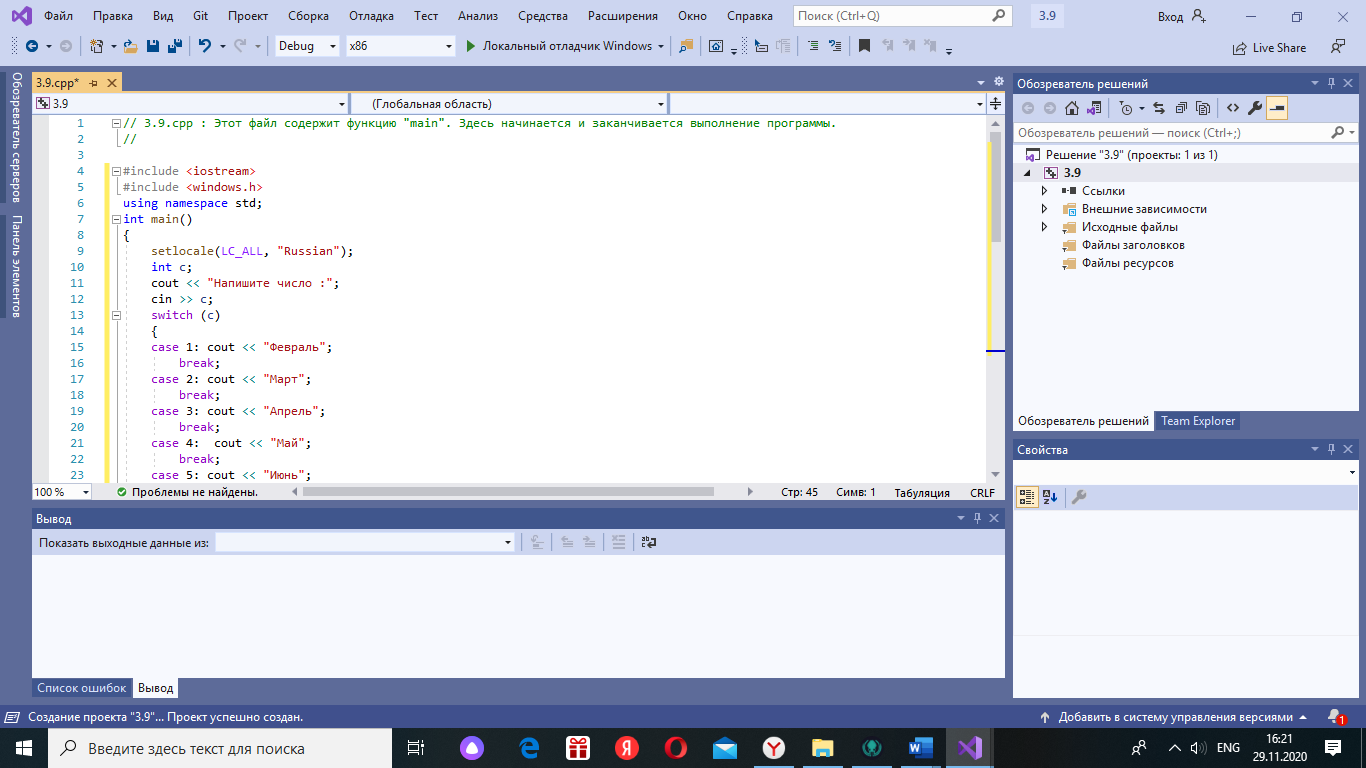 Файл Правка Вид Git Проект Сборка Отладка Тест Анализ Средства Расширения Окно Справка Поиск (Ctrl+Q) 3.9 Вход
Debug x86 Локальный отладчик Windows Live Share
Обозреватель серверов
Панель элементов
3.9.cpp*
3.9 (Глобальная область)
1 // 3.9.cpp : Этот файл содержит функцию "main". Здесь начинается и заканчивается выполнение программы.
2 //
3
4 #include <iostream>
5 #include <windows.h>
6 using namespace std;
7 int main()
8 {
9 setlocale(LC_ALL, "Russian");
10 int c;
11 cout << "Напишите число :";
12 cin >> c;
13 switch (c)
14 {
15 case 1: cout << "Февраль";
16 break;
17 case 2: cout << "Март";
18 break;
19 case 3: cout << "Апрель";
20 break;
21 case 4:  cout << "Май";
22 break;
23 case 5: cout << "Июнь";
100 % Проблемы не найдены. Стр: 45 Симв: 1 Табуляция CRLF
Вывод
Показать выходные данные из:
Список ошибок Вывод
Обозреватель решений
Обозреватель решений — поиск (Ctrl+;)
Решение "3.9" (проекты: 1 из 1)
3.9
Ссылки
Внешние зависимости
Исходные файлы
Файлы заголовков
Файлы ресурсов
Обозреватель решений Team Explorer
Свойства
Создание проекта "3.9"... Проект успешно создан. Добавить в систему управления версиями 1
Введите здесь текст для поиска
ENG
16:21
29.11.2020